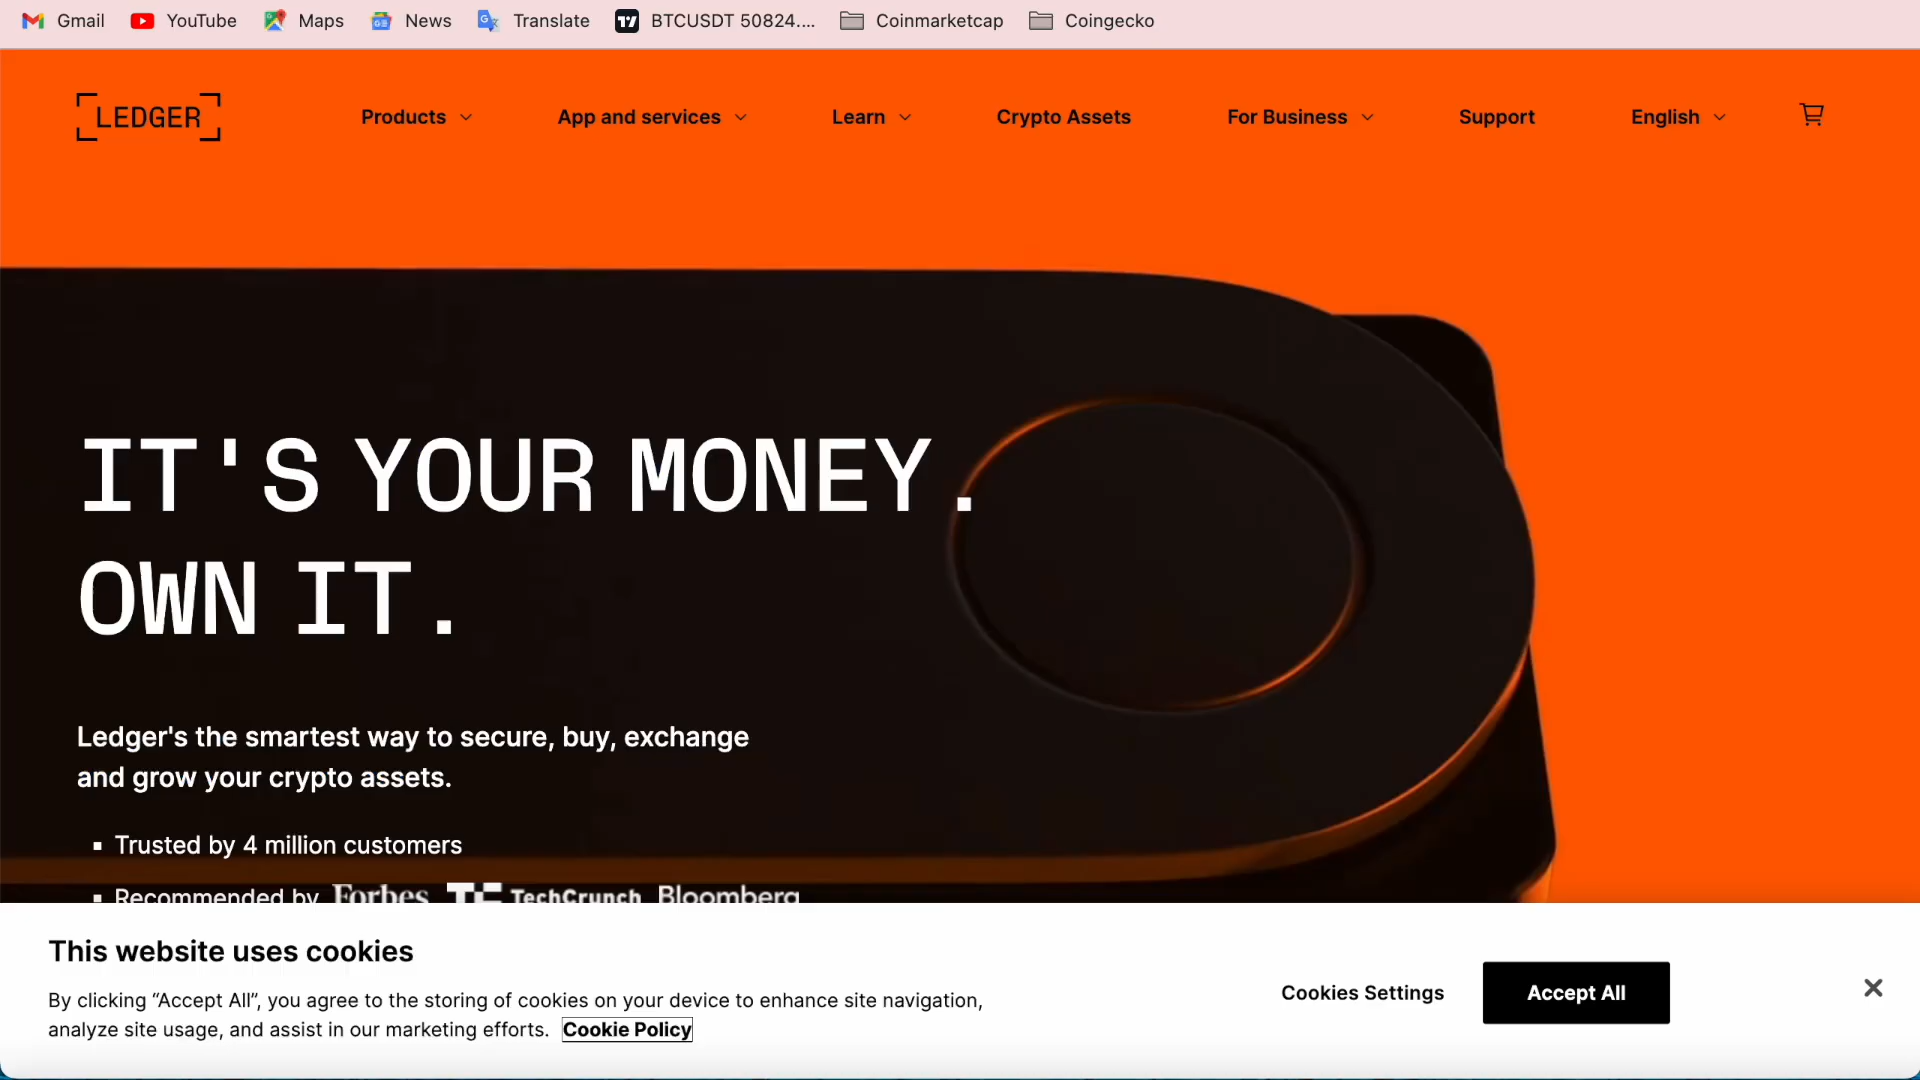 Gmail YouTube Maps News Translate BTCUSDT 50824.... Coinmarketcap Coingecko
LEDGER Products App and services Learn Crypto Assets For Business Support English
IT'S YOUR MONEY.
OWN IT.
Ledger's the smartest way to secure, buy, exchange
and grow your crypto assets.
▪ Trusted by 4 million customers
▪ Recommended by Forbes TechCrunch Bloomberg
This website uses cookies
By clicking “Accept All”, you agree to the storing of cookies on your device to enhance site navigation,
analyze site usage, and assist in our marketing efforts. Cookie Policy
Cookies Settings
Accept All